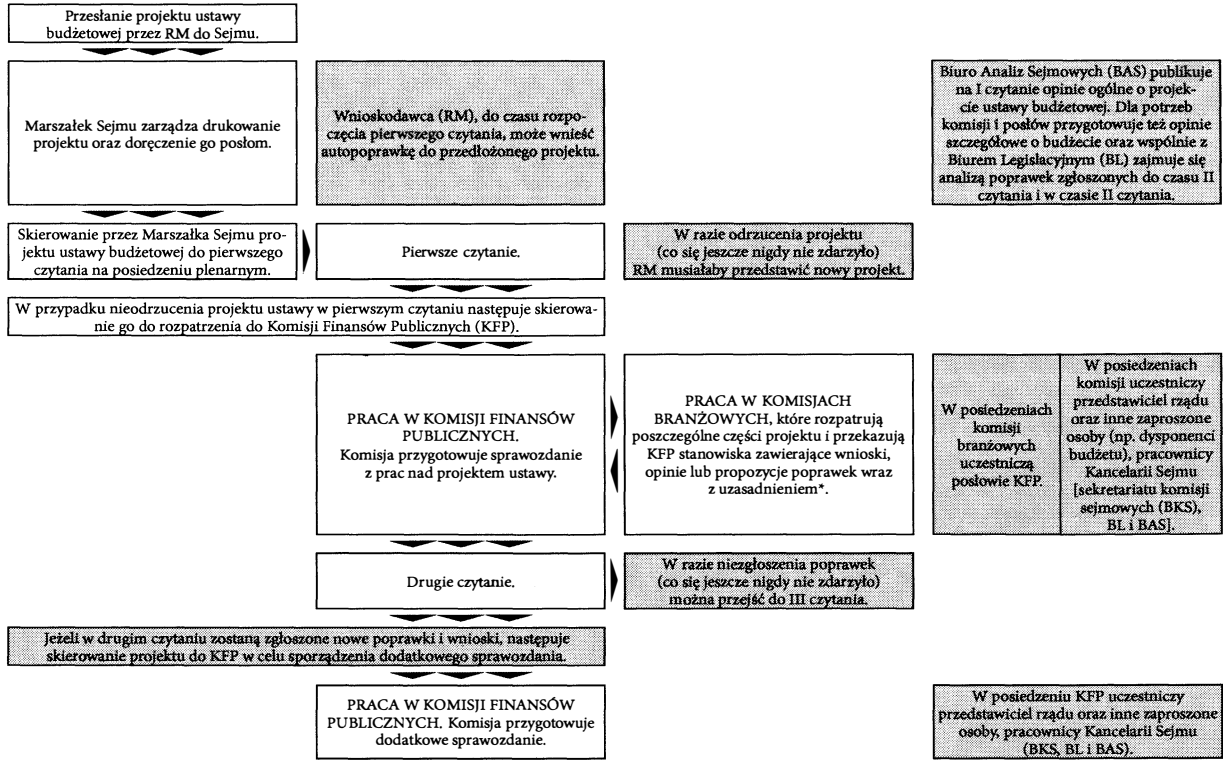 Przesłanie projektu ustawy
budżetowej przez RM do Sejmu.
Marszałek Sejmu zarządza drukowanie
projektu oraz doręczenie go posłom.
Wnioskodawca (RM), do czasu rozpo-
częcia pierwszego czytania, może wnieść
autopoprawkę do przedłożonego projektu.
Biuro Analiz Sejmowych (BAS) publikuje
na I czytanie opinie ogólne o projek-
cie ustawy budżetowej. Dla potrzeb
komisji i posłów przygotowuje też opinie
szczegółowe o budżecie oraz wspólnie z
Biurem Legislacyjnym (BL) zajmuje się
analizą poprawek zgłoszonych do czasu II
czytania i w czasie II czytania.
Skierowanie przez Marszałka Sejmu pro-
jektu ustawy budżetowej do pierwszego
czytania na posiedzeniu plenarnym.
Pierwsze czytanie.
W razie odrzucenia projektu
(co się jeszcze nigdy nie zdarzyło)
RM musiałaby przedstawić nowy projekt.
W przypadku nieodrzucenia projektu ustawy w pierwszym czytaniu następuje skierowa-
nie go do rozpatrzenia do Komisji Finansów Publicznych (KFP).
PRACA W KOMISJI FINANSÓW
PUBLICZNYCH.
Komisja przygotowuje sprawozdanie
z prac nad projektem ustawy.
PRACA W KOMISJACH
BRANŻOWYCH, które rozpatrują
poszczególne części projektu i przekazują
KFP stanowiska zawierające wnioski,
opinie lub propozycje poprawek wraz
z uzasadnieniem*.
W posiedzeniach
komisji
branżowych
uczestniczą
posłowie KFP.
W posiedzeniach
komisji uczestniczy
przedstawiciel rządu
oraz inne zaproszone
osoby (np. dysponenci
budżetu), pracownicy
Kancelarii Sejmu
[sekretariatu komisji
sejmowych (BKS),
BL i BAS].
Drugie czytanie.
W razie niezgłoszenia poprawek
(co się jeszcze nigdy nie zdarzyło)
można przejść do III czytania.
Jeżeli w drugim czytaniu zostaną zgłoszone nowe poprawki i wnioski, następuje
skierowanie projektu do KFP w celu sporządzenia dodatkowego sprawozdania.
PRACA W KOMISJI FINANSÓW
PUBLICZNYCH. Komisja przygotowuje
dodatkowe sprawozdanie.
W posiedzeniu KFP uczestniczy
przedstawiciel rządu oraz inne zaproszone
osoby, pracownicy Kancelarii Sejmu
(BKS, BL i BAS).